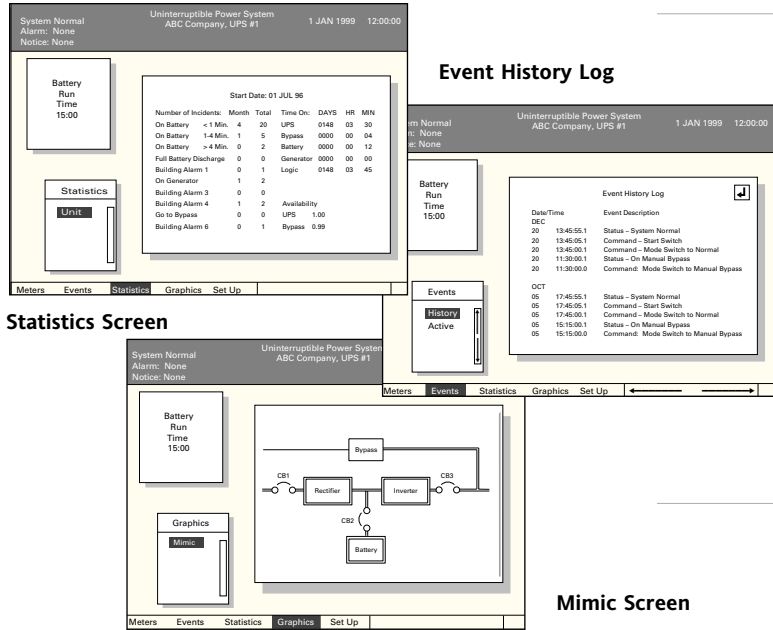 System Normal
Alarm: None
Notice: None
Uninterruptible Power System
ABC Company, UPS #1
1 JAN 1999 12:00:00
Battery
Run
Time
15:00
Start Date: 01 JUL 96
Number of Incidents: Month Total Time On: DAYS HR MIN
On Battery < 1 Min. 4 20 UPS 0148 03 30
On Battery 1-4 Min. 1 5 Bypass 0000 00 04
On Battery > 4 Min. 0 2 Battery 0000 00 12
Full Battery Discharge 0 0 Generator 0000 00 00
Building Alarm 1 0 1 Logic 0148 03 45
On Generator 1 2
Building Alarm 3 0 0
Building Alarm 4 1 2 Availability
Go to Bypass 0 0 UPS 1.00
Building Alarm 6 0 1 Bypass 0.99
Statistics
Unit
Meters Events Statistics Graphics Set Up
Statistics Screen
Event History Log
em Normal
m: None
ce: None
Uninterruptible Power System
ABC Company, UPS #1
1 JAN 1999 12:00:00
Battery
Run
Time
15:00
Event History Log
Date/Time Event Description
DEC
20 13:45:55.1 Status – System Normal
20 13:45:05.1 Command – Start Switch
20 13:45:00.1 Command – Mode Switch to Normal
20 11:30:00.1 Status – On Manual Bypass
20 11:30:00.0 Command: Mode Switch to Manual Bypass
OCT
05 17:45:55.1 Status – System Normal
05 17:45:05.1 Command – Start Switch
05 17:45:00.1 Command – Mode Switch to Normal
05 15:15:00.1 Status – On Manual Bypass
05 15:15:00.0 Command: Mode Switch to Manual Bypass
Events
History
Active
Meters Events Statistics Graphics Set Up
System Normal
Alarm: None
Notice: None
Uninterruptible Power System
ABC Company, UPS #1
Battery
Run
Time
15:00
Bypass
CB1
Rectifier
Inverter
CB3
CB2
Battery
Graphics
Mimic
Meters Events Statistics Graphics Set Up
Mimic Screen